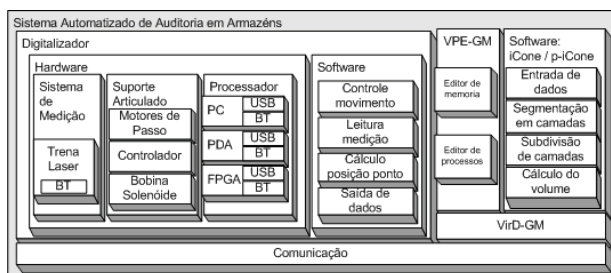 Sistema Automatizado de Auditoria em Armazéns
Digitalizador
Hardware
Sistema
de
Medição
Trena
Laser
BT
Suporte
Articulado
Motores de
Passo
Controlador
Bobina
Solenóide
Processador
PC
USB
BT
PDA
USB
BT
FPGA
USB
BT
Software
Controle
movimento
Leitura
medição
Cálculo
posição ponto
Saída de
dados
VPE-GM
Editor de
memoria
Editor de
processos
Software:
iCone / p-iCone
Entrada de
dados
Segmentação
em camadas
Subdivisão
de camadas
Cálculo do
volume
VirD-GM
Comunicação